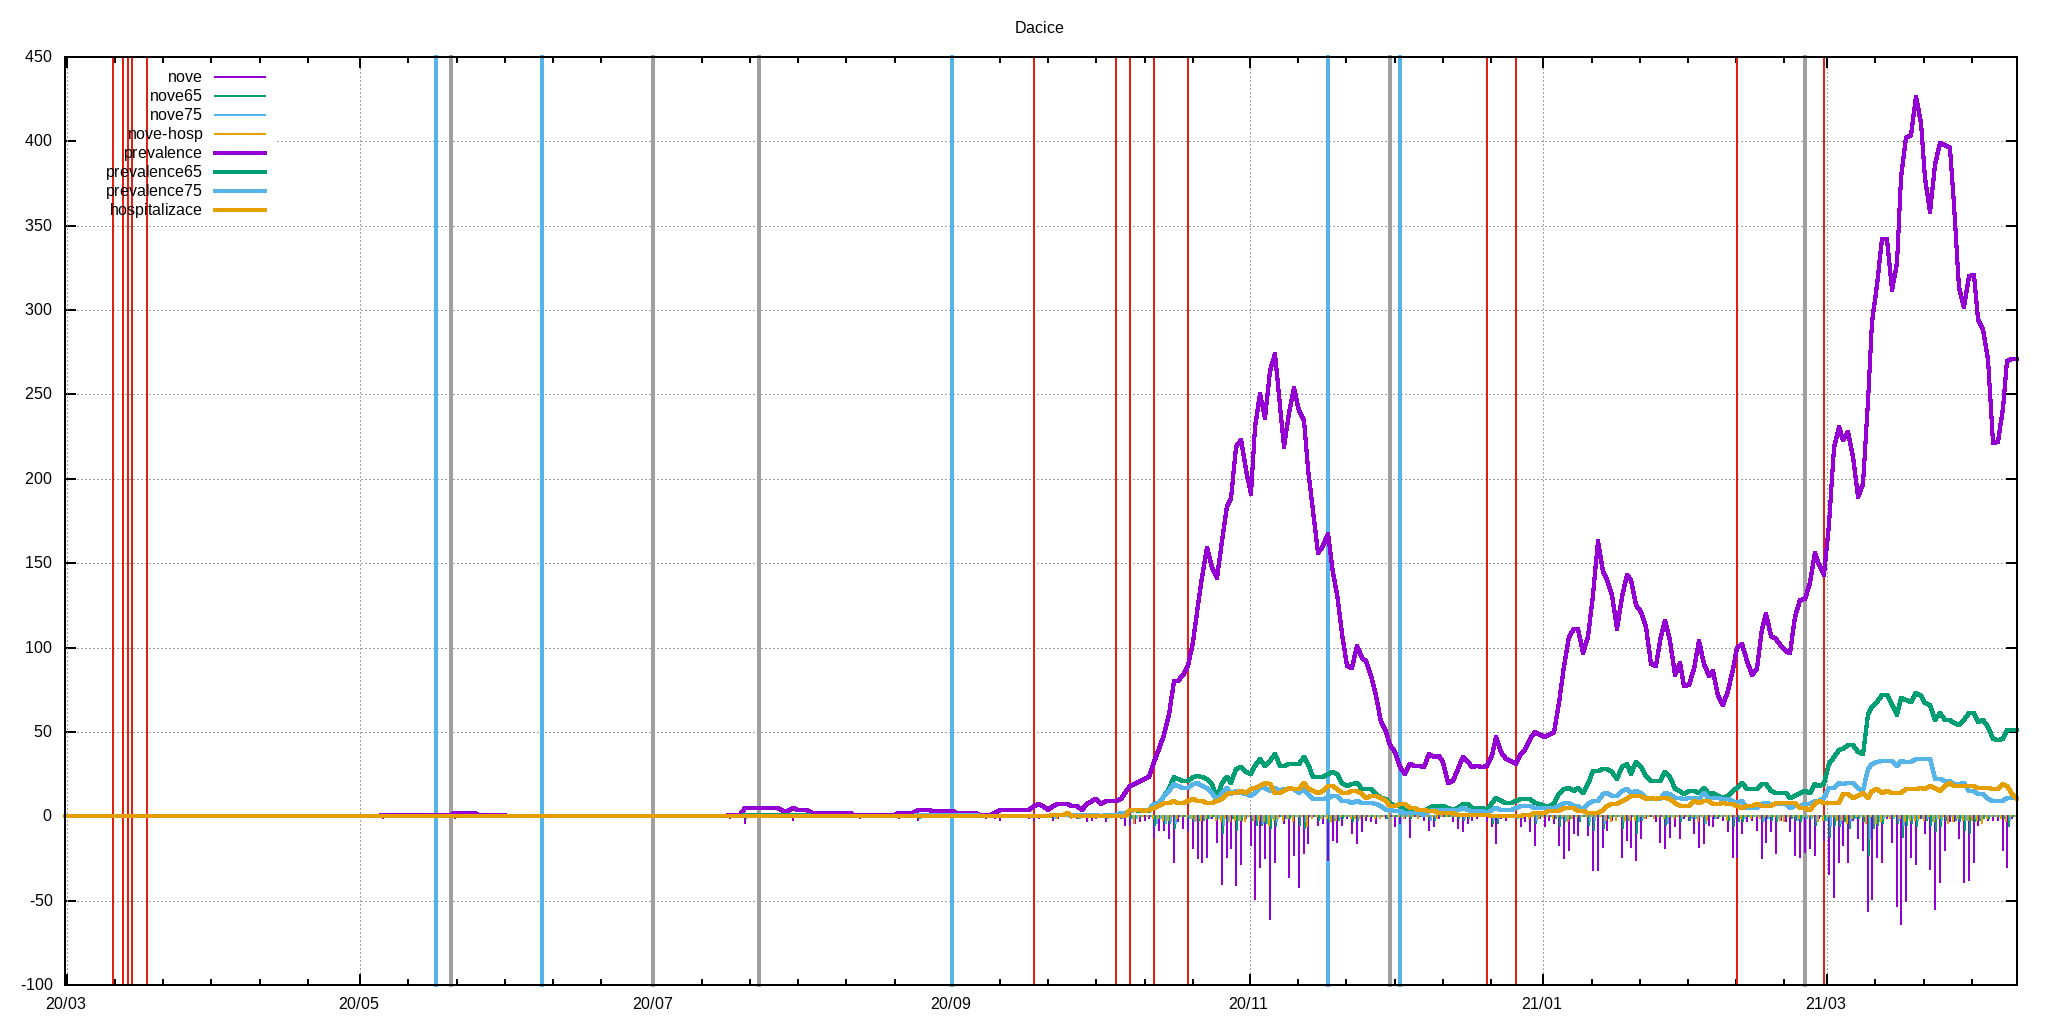 Dacice
450
400
350
300
250
200
150
100
50
0
-50
-100
nove
nove65
nove75
nove-hosp
prevalence
prevalence65
prevalence75
hospitalizace
20/03 20/05 20/07 20/09 20/11 21/01 21/03